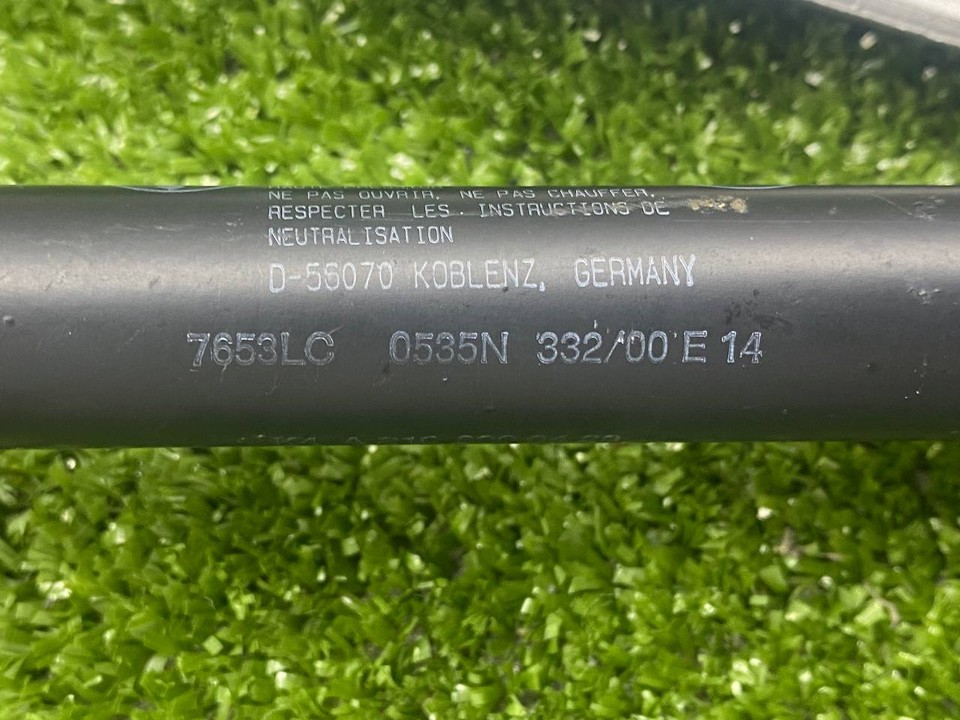 NE PAS OUVRIR, NE PAS CHAUFFER,
RESPECTER LES INSTRUCTIONS DE
NEUTRALISATION
D-56070 KOBLENZ, GERMANY
7653LC 0535N 332/00 E 14